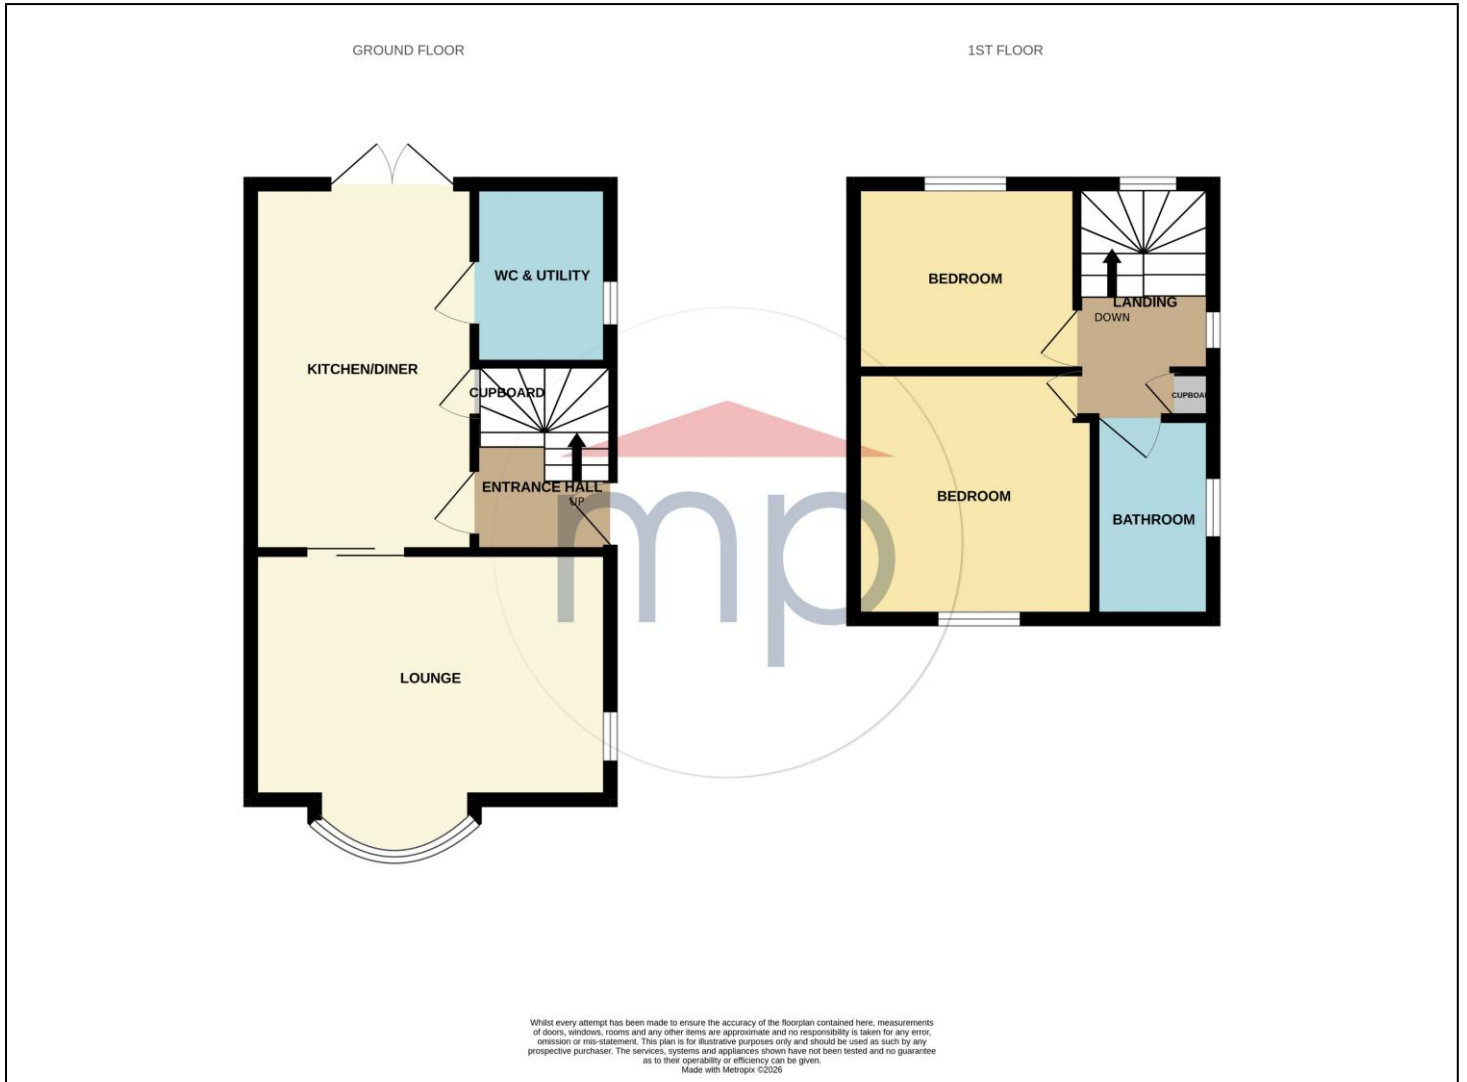 GROUND FLOOR
1ST FLOOR
WC & UTILITY
KITCHEN/DINER
CUPBOARD
ENTRANCE HALL
UP
LOUNGE
BEDROOM
LANDING
DOWN
CUPBOAR
BEDROOM
BATHROOM
mp
Whilst every attempt has been made to ensure the accuracy of the floorplan contained here, measurements
of doors, windows, rooms and any other items are approximate and no responsibility is taken for any error,
omission or mis-statement. This plan is for illustrative purposes only and should be used as such by any
prospective purchaser. The services, systems and appliances shown have not been tested and no guarantee
as to their operability or efficiency can be given.
Made with Metropix ©2026